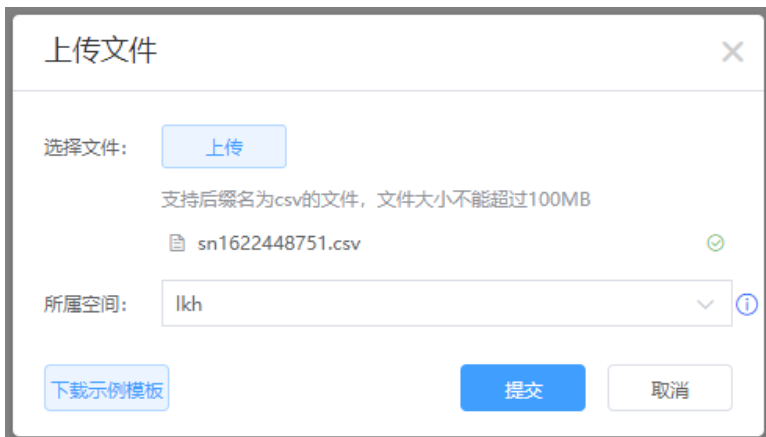 上传文件
选择文件:
上传
支持后缀名为csv的文件，文件大小不能超过100MB
sn1622448751.csv
所属空间:
lkh
下载示例模板
提交
取消